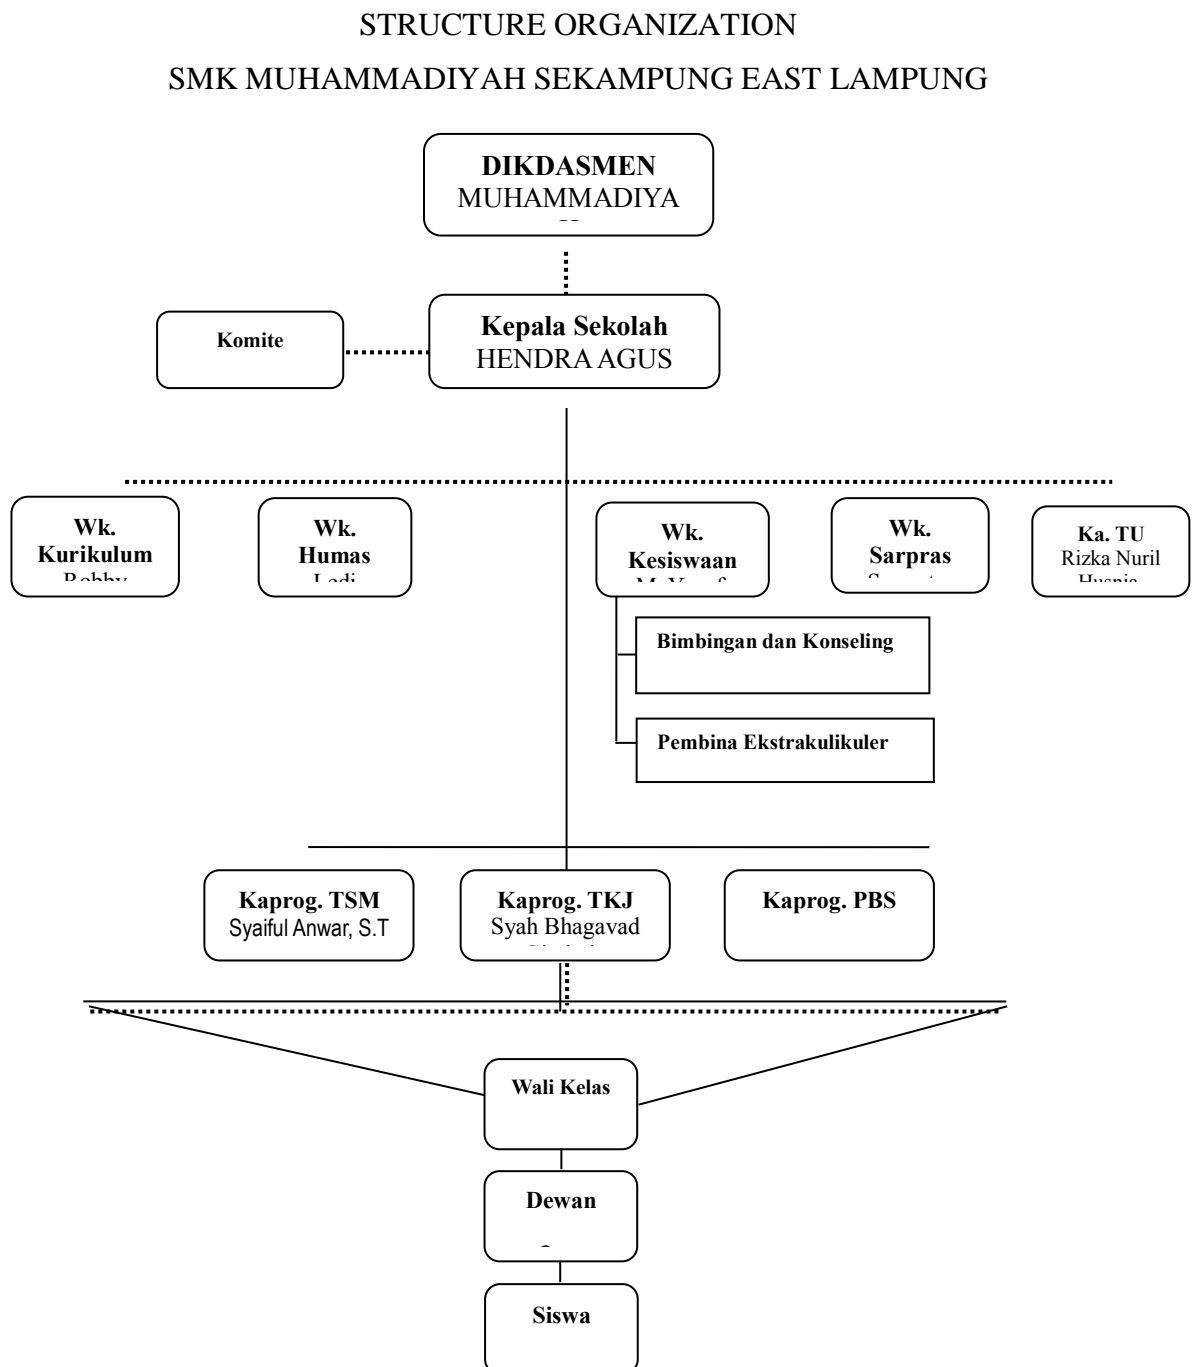 STRUCTURE ORGANIZATION
SMK MUHAMMADIYAH SEKAMPUNG EAST LAMPUNG
DIKDASMEN
MUHAMMADIYA
Kepala Sekolah
HENDRA AGUS
Komite
Wk.
Kurikulum
Robby
Wk.
Humas
Wk.
Kesiswaan
Wk.
Sarpras
Ka. TU
Rizka Nuril
Bimbingan dan Konseling
Pembina Ekstrakulikuler
Kaprog. TSM
Syaiful Anwar, S.T
Kaprog. TKJ
Syah Bhagavad
Kaprog. PBS
Wali Kelas
Dewan
Siswa